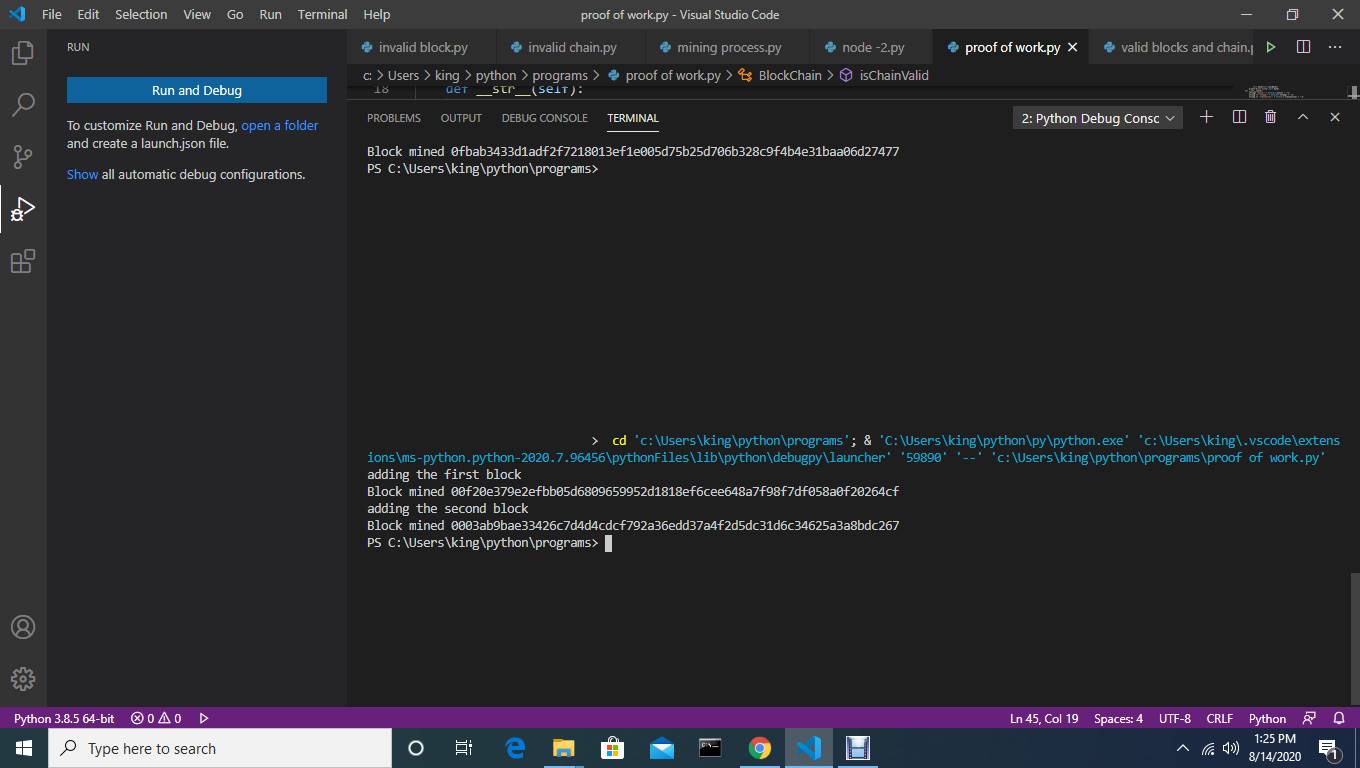 File Edit Selection View Go Run Terminal Help
proof of work.py - Visual Studio Code
RUN
Run and Debug
To customize Run and Debug, open a folder
and create a launch.json file.
Show all automatic debug configurations.
invalid block.py
invalid chain.py
mining process.py
node -2.py
proof of work.py
valid blocks and chain.p
c: > Users > king > python > programs > proof of work.py > BlockChain > isChainValid
18 def __str__(self):
PROBLEMS OUTPUT DEBUG CONSOLE TERMINAL
2: Python Debug Consc
Block mined 0fbab3433d1adf2f7218013ef1e005d75b25d706b328c9f4b4e31baa06d27477
PS C:\Users\king\python\programs>
> cd 'c:\Users\king\python\programs'; & 'C:\Users\king\python\py\python.exe' 'c:\Users\king\.vscode\extens
ions\ms-python.python-2020.7.96456\pythonFiles\lib\python\debugpy\launcher' '59890' '--' 'c:\Users\king\python\programs\proof of work.py'
adding the first block
Block mined 00f20e379e2efbb05d6809659952d1818ef6cee648a7f98f7df058a0f20264cf
adding the second block
Block mined 0003ab9bae33426c7d4d4cdcf792a36edd37a4f2d5dc31d6c34625a3a8bdc267
PS C:\Users\king\python\programs>
Python 3.8.5 64-bit 0 0
Ln 45, Col 19 Spaces: 4 UTF-8 CRLF Python
Type here to search
1:25 PM
8/14/2020
1